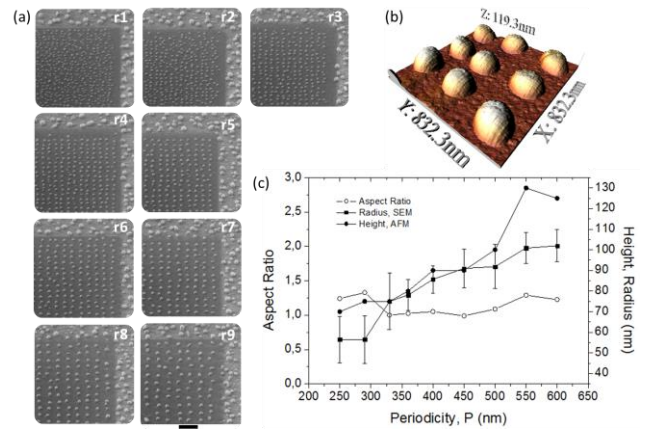 (a)
r1
r2
r3
r4
r5
r6
r7
r8
r9
(b)
Z: 119.3nm
Y: 832.3nm
X: 832.3nm
(c)
3,0
2,5
2,0
1,5
1,0
0,5
0,0
Aspect Ratio
Aspect Ratio
Radius, SEM
Height, AFM
130
120
110
100
90
80
70
60
50
40
Height, Radius (nm)
200 250 300 350 400 450 500 550 600 650
Periodicity, P (nm)